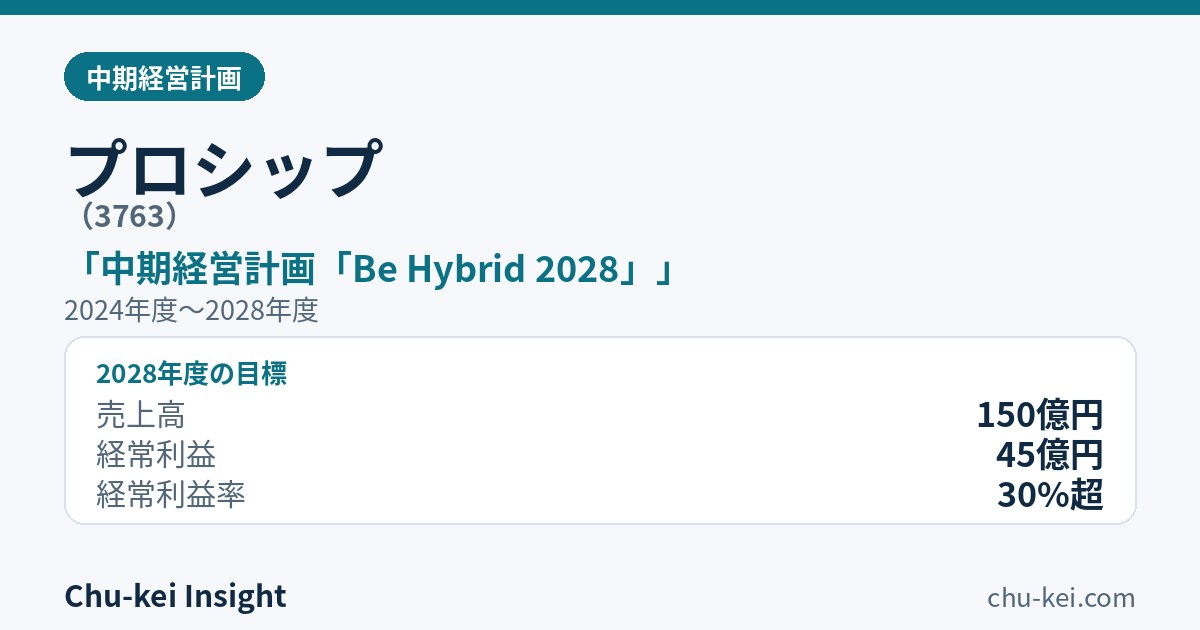 中期経営計画
プロシップ
（3763）
「中期経営計画「Be Hybrid 2028」」
2024年度〜2028年度
2028年度の目標
売上高 150億円
経常利益 45億円
経常利益率 30%超
Chu-kei Insight chu-kei.com